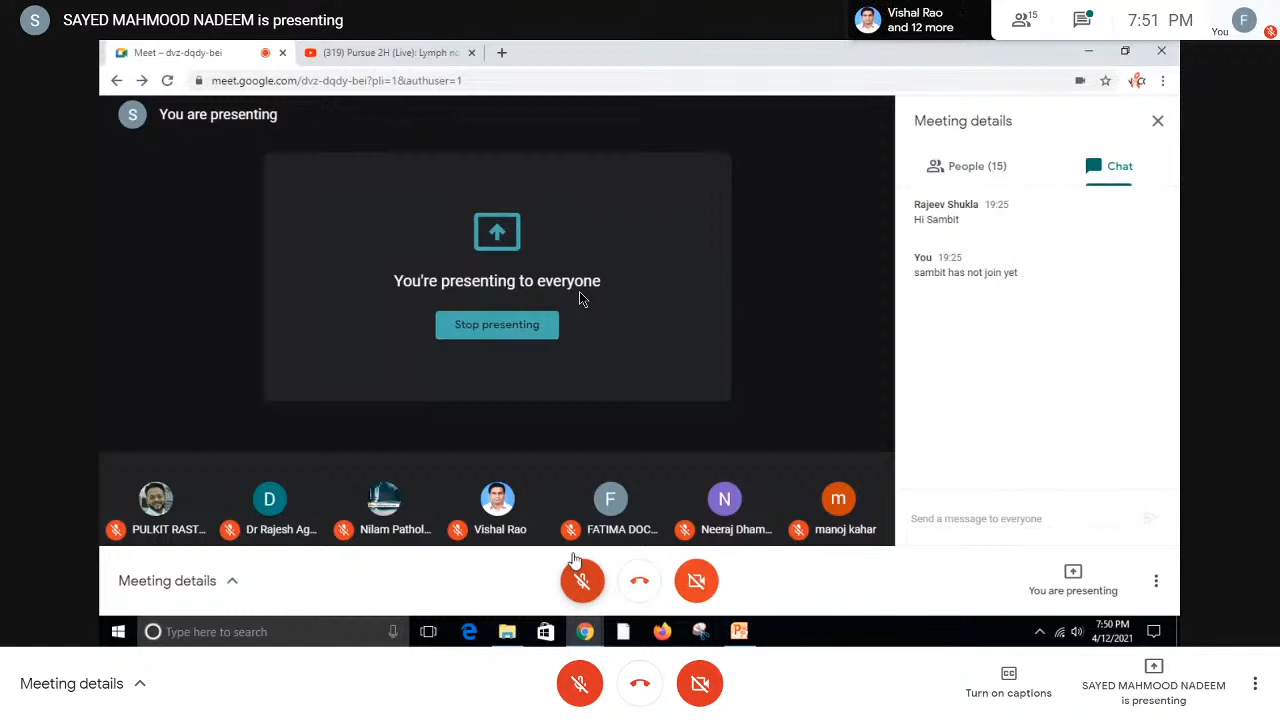 S SAYED MAHMOOD NADEEM is presenting
Vishal Rao
and 12 more
15
7:51 PM
F
You
Meet – dvz-dqdy-bei
(319) Pursue 2H (Live): Lymph no
meet.google.com/dvz-dqdy-bei?pli=1&authuser=1
S You are presenting
You're presenting to everyone
Stop presenting
Meeting details
People (15)
Chat
Rajeev Shukla 19:25
Hi Sambit
You 19:25
sambit has not join yet
Send a message to everyone
D
F
N
m
PULKIT RAST...
Dr Rajesh Ag...
Nilam Pathol...
Vishal Rao
FATIMA DOC...
Neeraj Dham...
manoj kahar
Meeting details
You are presenting
Type here to search
7:50 PM
4/12/2021
Meeting details
CC
Turn on captions
SAYED MAHMOOD NADEEM
is presenting